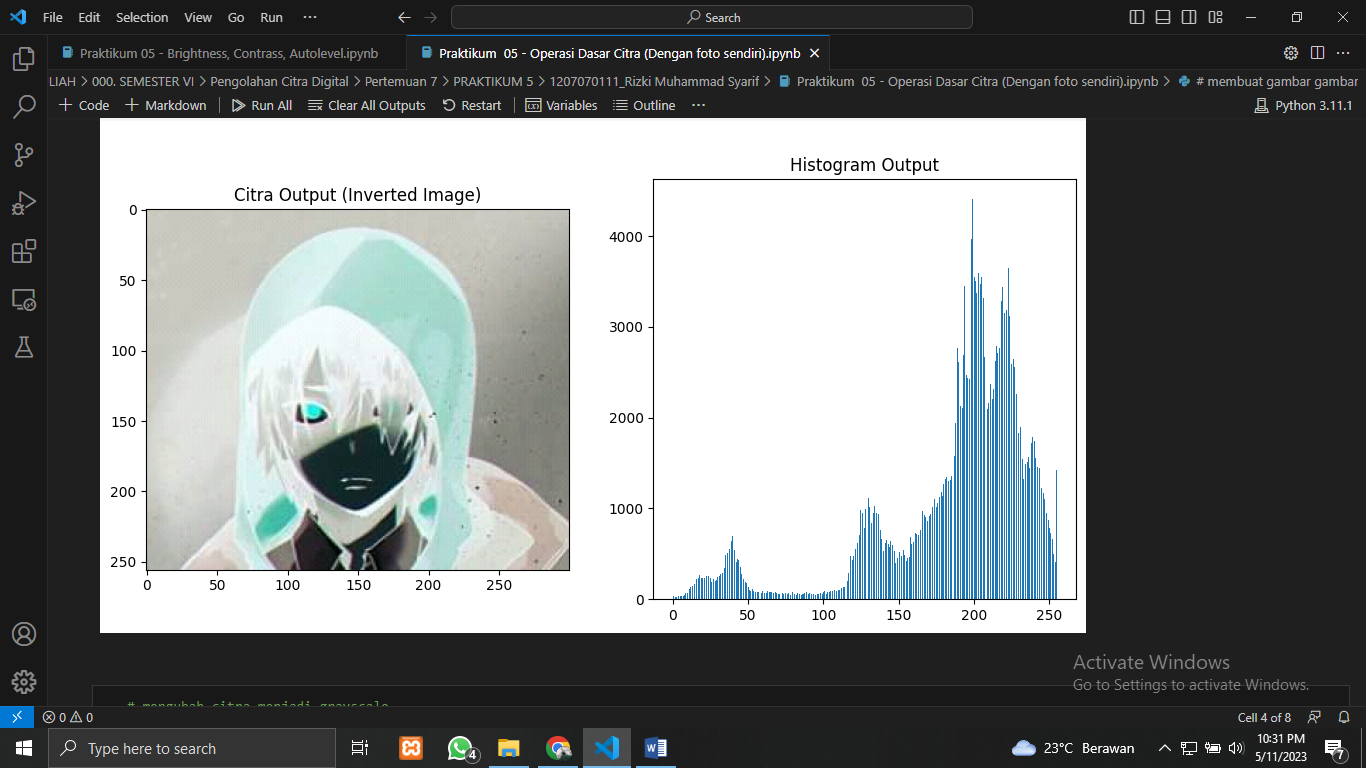 File Edit Selection View Go Run ··· Search
Praktikum 05 - Brightness, Contrass, Autolevel.ipynb Praktikum 05 - Operasi Dasar Citra (Dengan foto sendiri).ipynb
LIAH > 000. SEMESTER VI > Pengolahan Citra Digital > Pertemuan 7 > PRAKTIKUM 5 > 1207070111_Rizki Muhammad Syarif > Praktikum 05 - Operasi Dasar Citra (Dengan foto sendiri).ipynb > # membuat gambar gambar
+ Code + Markdown Run All Clear All Outputs Restart Variables Outline ··· Python 3.11.1
Citra Output (Inverted Image)
0
50
100
150
200
250
0 50 100 150 200 250
Histogram Output
4000
3000
2000
1000
0
0 50 100 150 200 250
Activate Windows
Go to Settings to activate Windows.
# mengubah citra menjadi grayscale
0 0 Cell 4 of 8
Type here to search 4 23°C Berawan 10:31 PM
5/11/2023 7